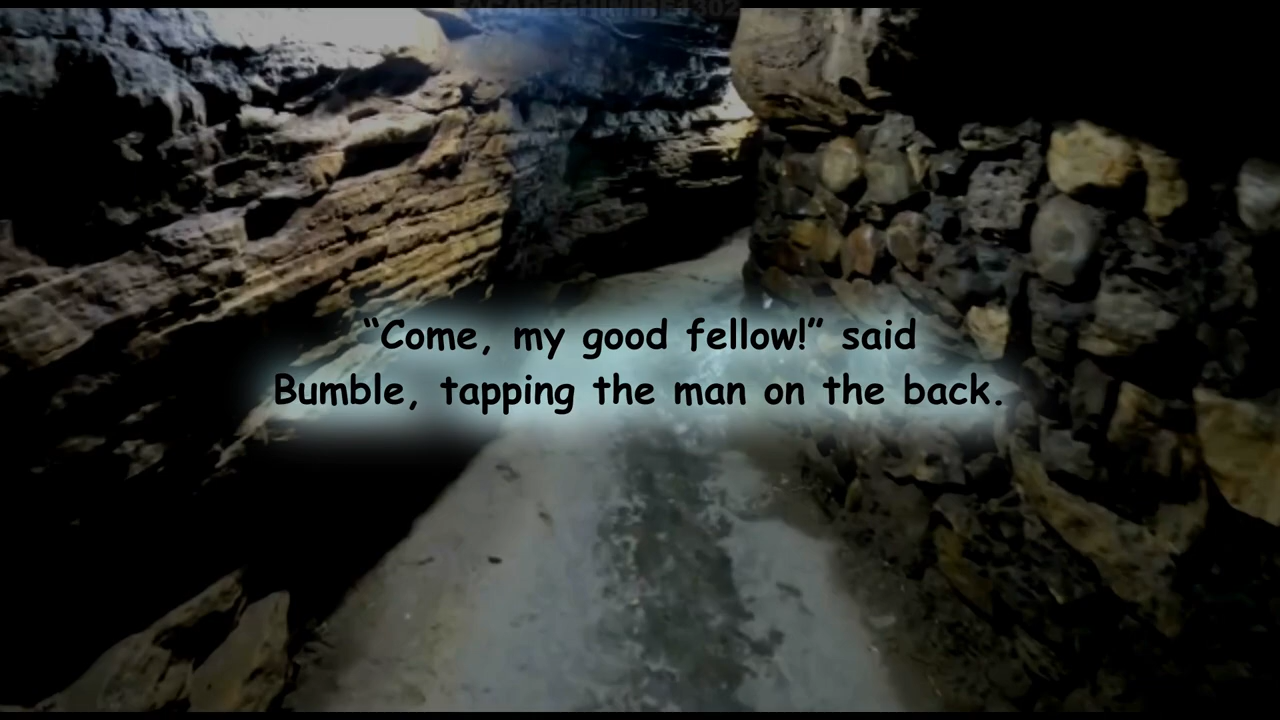 “Come, my good fellow!” said
Bumble, tapping the man on the back.